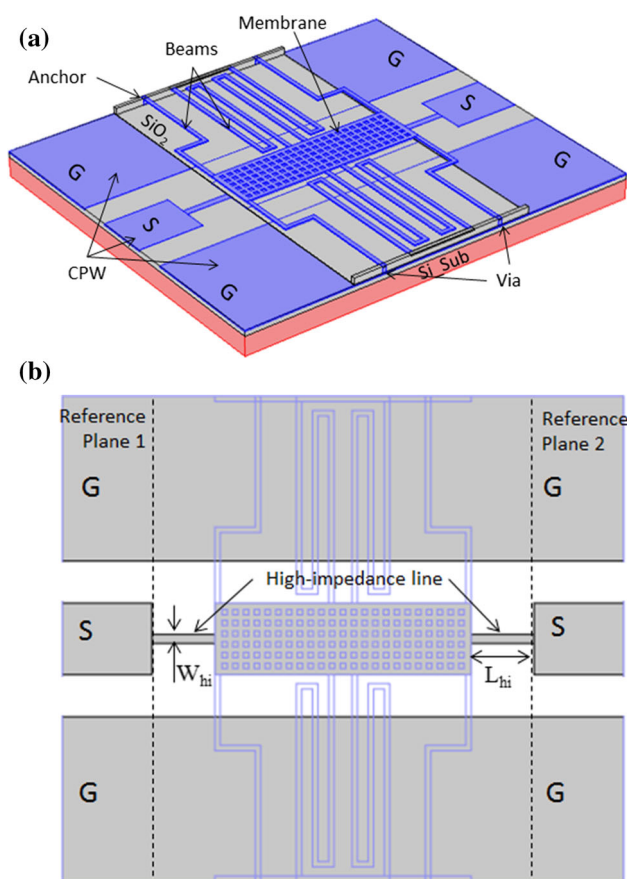 (a)
Membrane
Beams
Anchor
SiO2
G
S
G
G
S
G
CPW
Si_Sub
Via
(b)
Reference
Plane 1
Reference
Plane 2
G
G
High-impedance line
S
S
Whi
Lhi
G
G